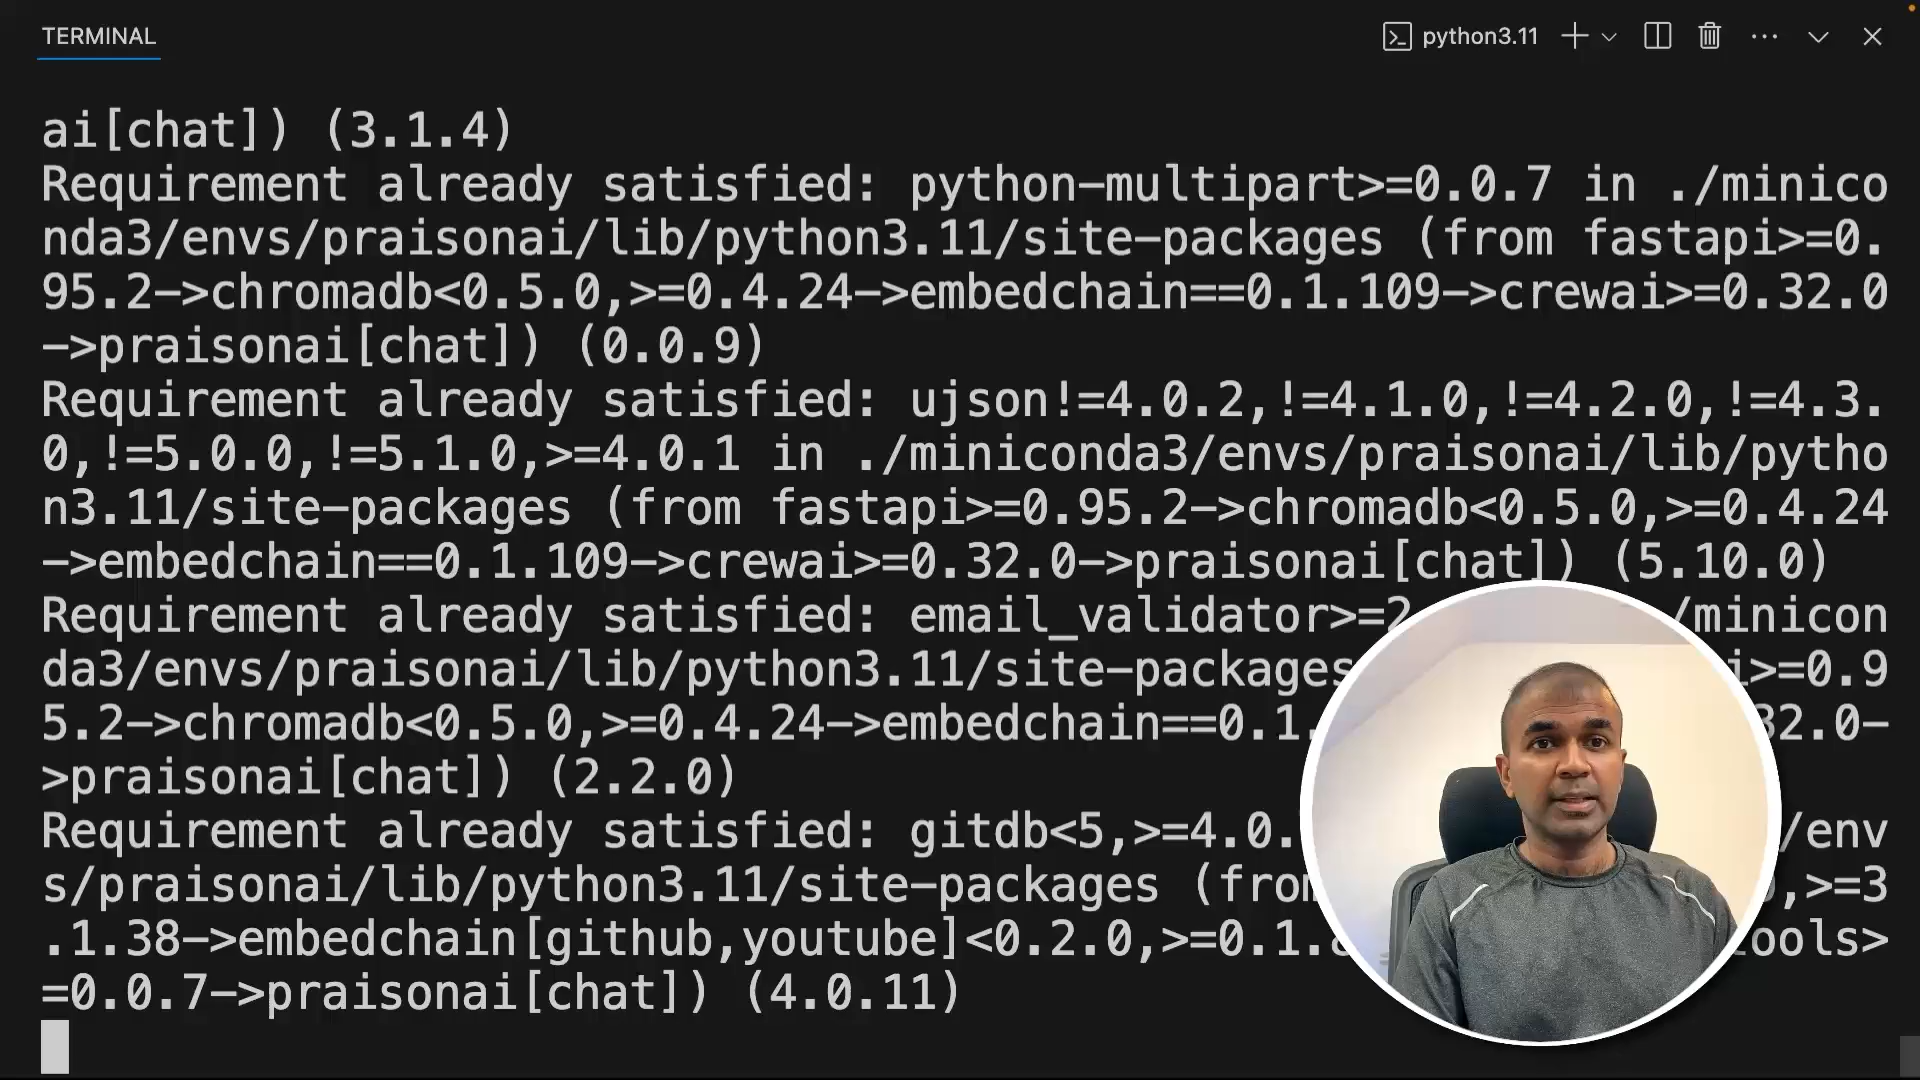 TERMINAL
python3.11
ai[chat]) (3.1.4)
Requirement already satisfied: python-multipart>=0.0.7 in ./minico
nda3/envs/praisonai/lib/python3.11/site-packages (from fastapi>=0.
95.2->chromadb<0.5.0,>=0.4.24->embedchain==0.1.109->crewai>=0.32.0
->praisonai[chat]) (0.0.9)
Requirement already satisfied: ujson!=4.0.2,!=4.1.0,!=4.2.0,!=4.3.
0,!=5.0.0,!=5.1.0,>=4.0.1 in ./miniconda3/envs/praisonai/lib/pytho
n3.11/site-packages (from fastapi>=0.95.2->chromadb<0.5.0,>=0.4.24
->embedchain==0.1.109->crewai>=0.32.0->praisonai[chat]) (5.10.0)
Requirement already satisfied: email_validator>=2 /minicon
da3/envs/praisonai/lib/python3.11/site-packages i>=0.9
5.2->chromadb<0.5.0,>=0.4.24->embedchain==0.1. 32.0-
>praisonai[chat]) (2.2.0)
Requirement already satisfied: gitdb<5,>=4.0. /env
s/praisonai/lib/python3.11/site-packages (from ,>=3
.1.38->embedchain[github,youtube]<0.2.0,>=0.1. tools>
=0.0.7->praisonai[chat]) (4.0.11)